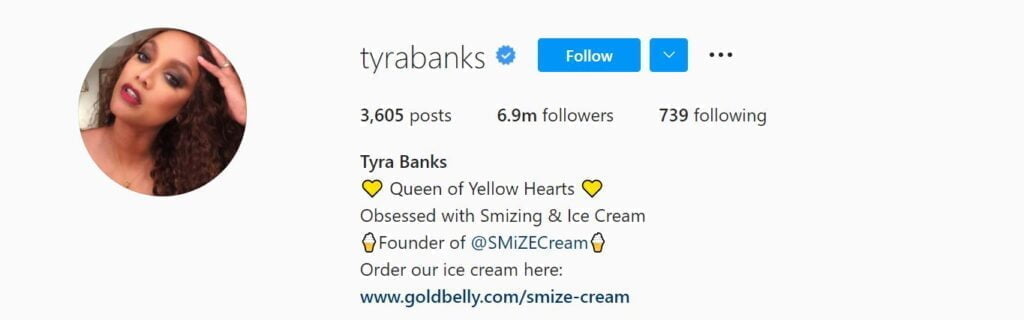 tyrabanks Follow
3,605 posts 6.9m followers 739 following
Tyra Banks
💛 Queen of Yellow Hearts 💛
Obsessed with Smizing & Ice Cream
🍦Founder of @SMiZECream🍦
Order our ice cream here:
www.goldbelly.com/smize-cream